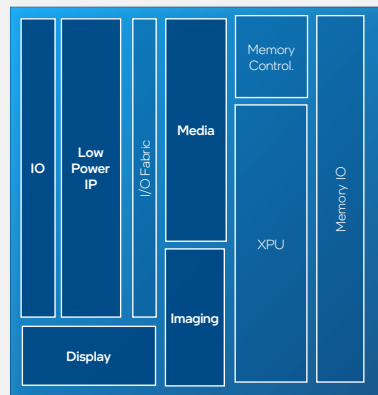 IO
Low
Power
IP
I/O Fabric
Media
Memory
Control.
XPU
Memory IO
Imaging
Display